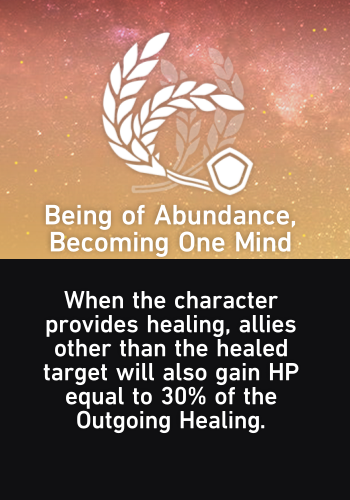 Being of Abundance,
Becoming One Mind
When the character
provides healing, allies
other than the healed
target will also gain HP
equal to 30% of the
Outgoing Healing.